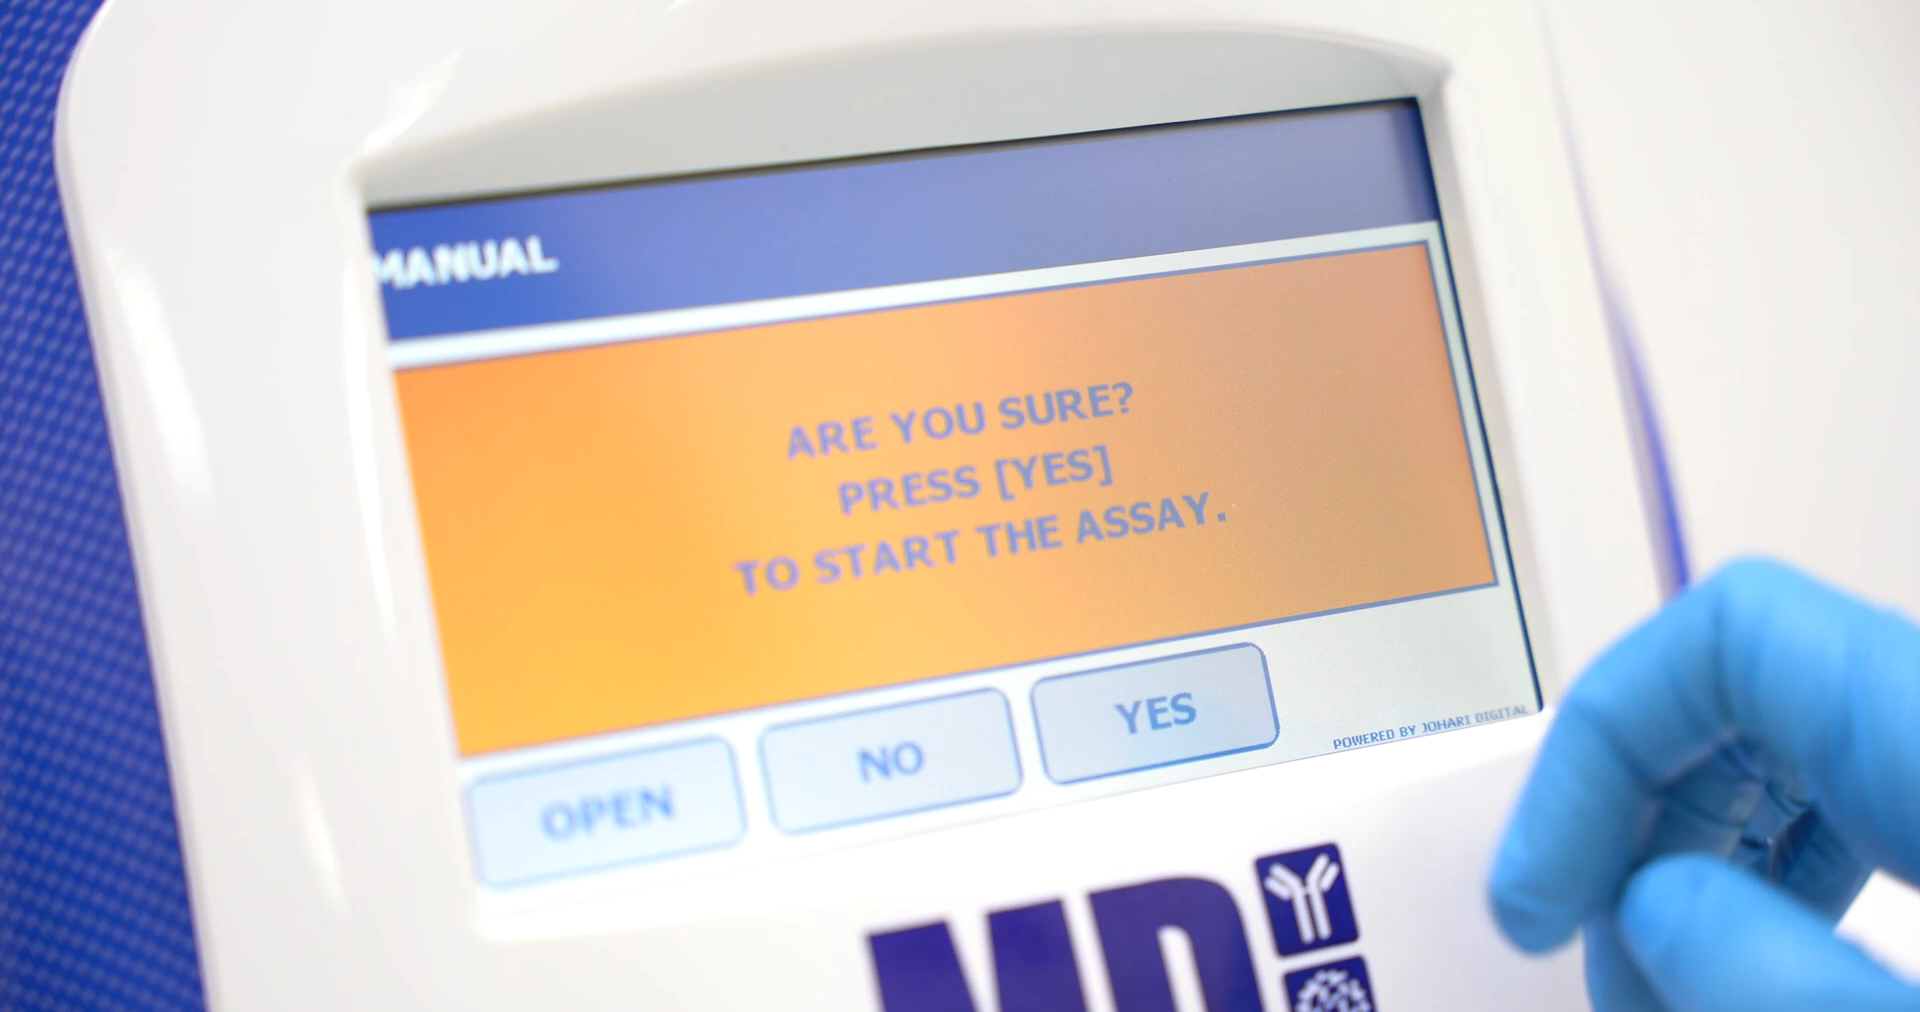 MANUAL
ARE YOU SURE?
PRESS [YES]
TO START THE ASSAY.
OPEN
NO
YES
POWERED BY JOHARI DIGITAL